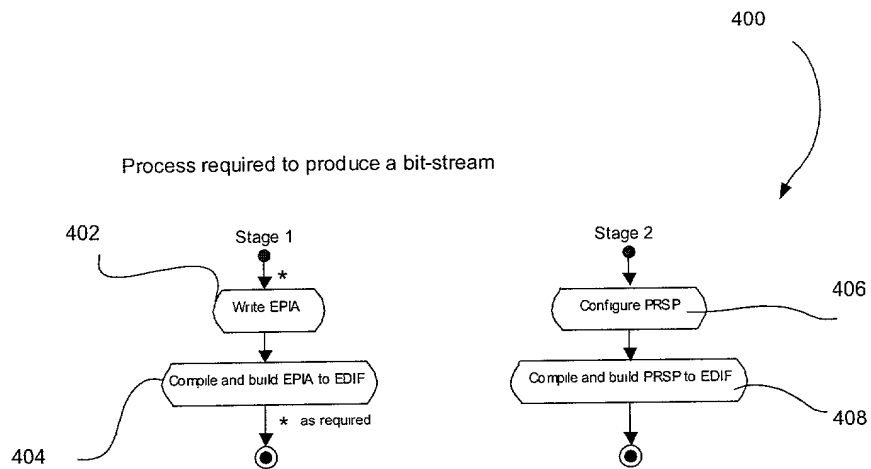 400
Process required to produce a bit-stream
402
Stage 1
Stage 2
*
Write EPIA
Configure PRSP
406
Compile and build EPIA to EDIF
Compile and build PRSP to EDIF
* as required
408
404